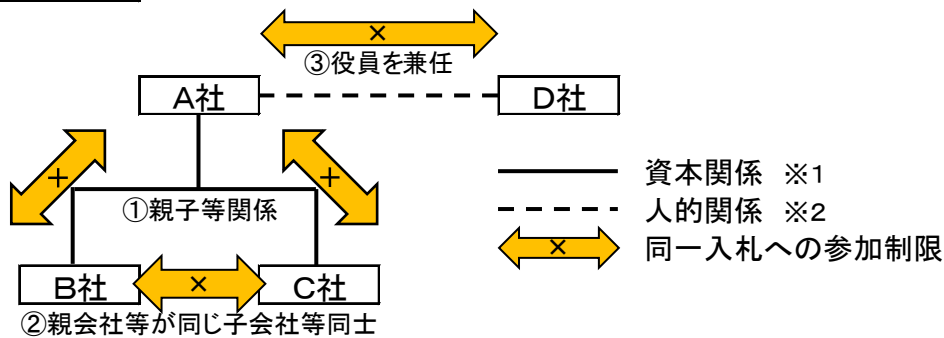 ×
③役員を兼任
A社
D社
×
×
①親子等関係
資本関係 ※1
人的関係 ※2
×
同一入札への参加制限
B社
×
C社
②親会社等が同じ子会社等同士